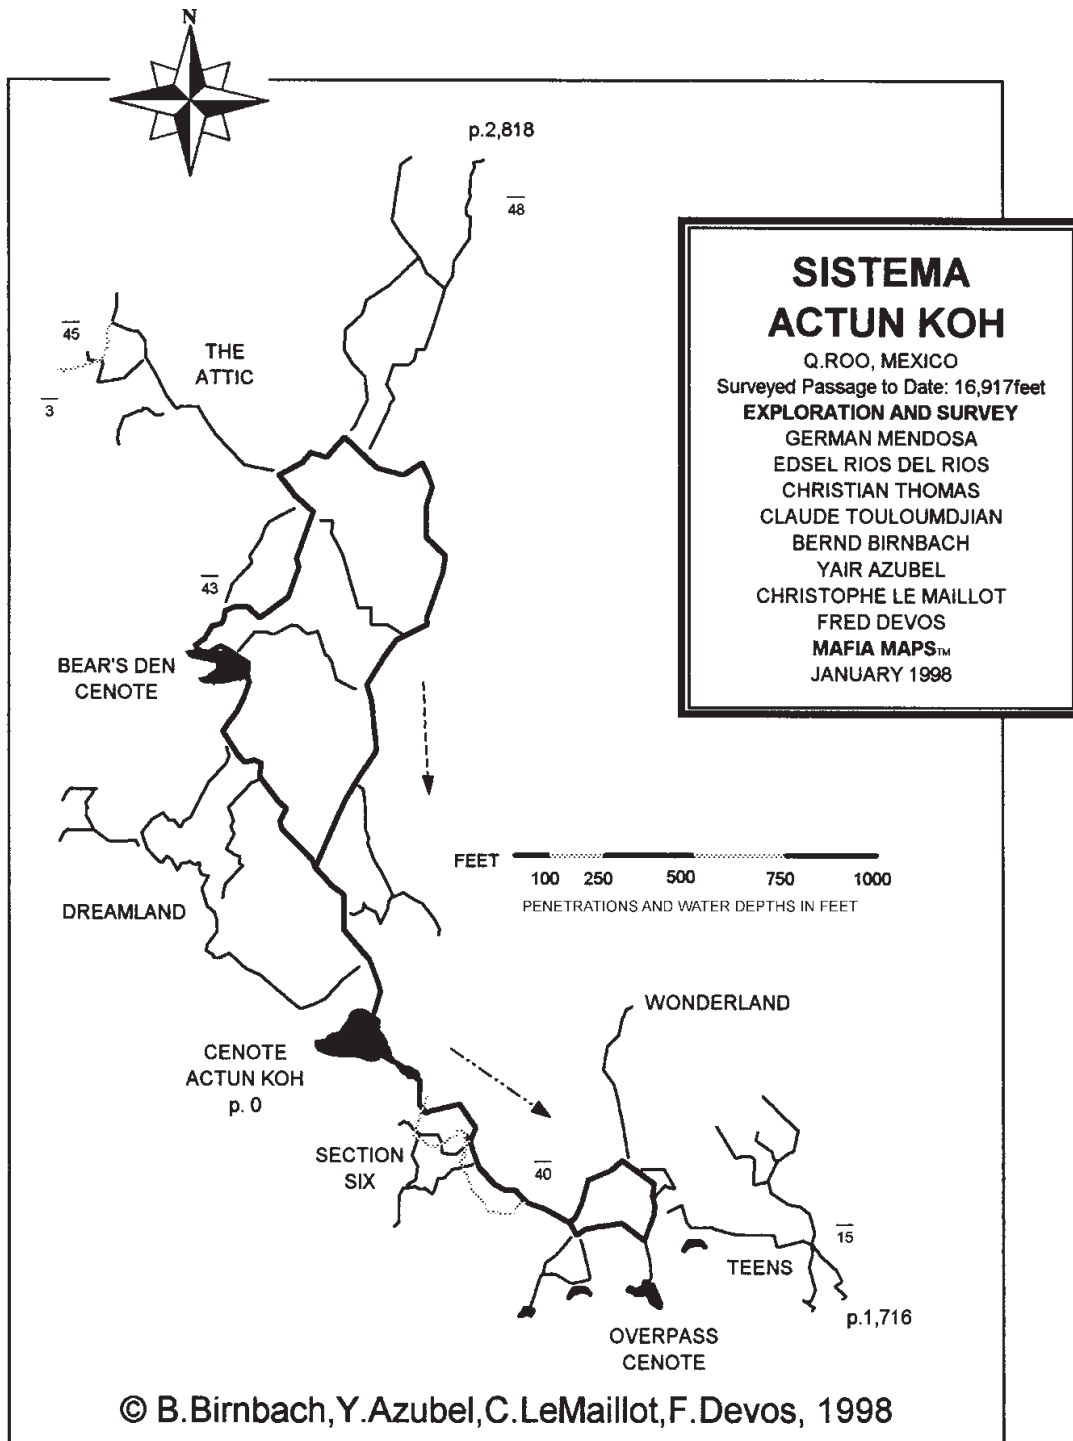 N
p.2,818
48
SISTEMA
ACTUN KOH
Q.ROO, MEXICO
Surveyed Passage to Date: 16,917feet
EXPLORATION AND SURVEY
GERMAN MENDOSA
EDSEL RIOS DEL RIOS
CHRISTIAN THOMAS
CLAUDE TOULOUMDJIAN
BERND BIRNBACH
YAIR AZUBEL
CHRISTOPHE LE MAILLOT
FRED DEVOS
MAFIA MAPS™
JANUARY 1998
45
THE
ATTIC
3
43
BEAR'S DEN
CENOTE
FEET
100 250 500 750 1000
PENETRATIONS AND WATER DEPTHS IN FEET
DREAMLAND
WONDERLAND
CENOTE
ACTUN KOH
p. 0
SECTION
SIX
40
15
TEENS
p.1,716
OVERPASS
CENOTE
© B.Birnbach,Y.Azubel,C.LeMaillot,F.Devos, 1998